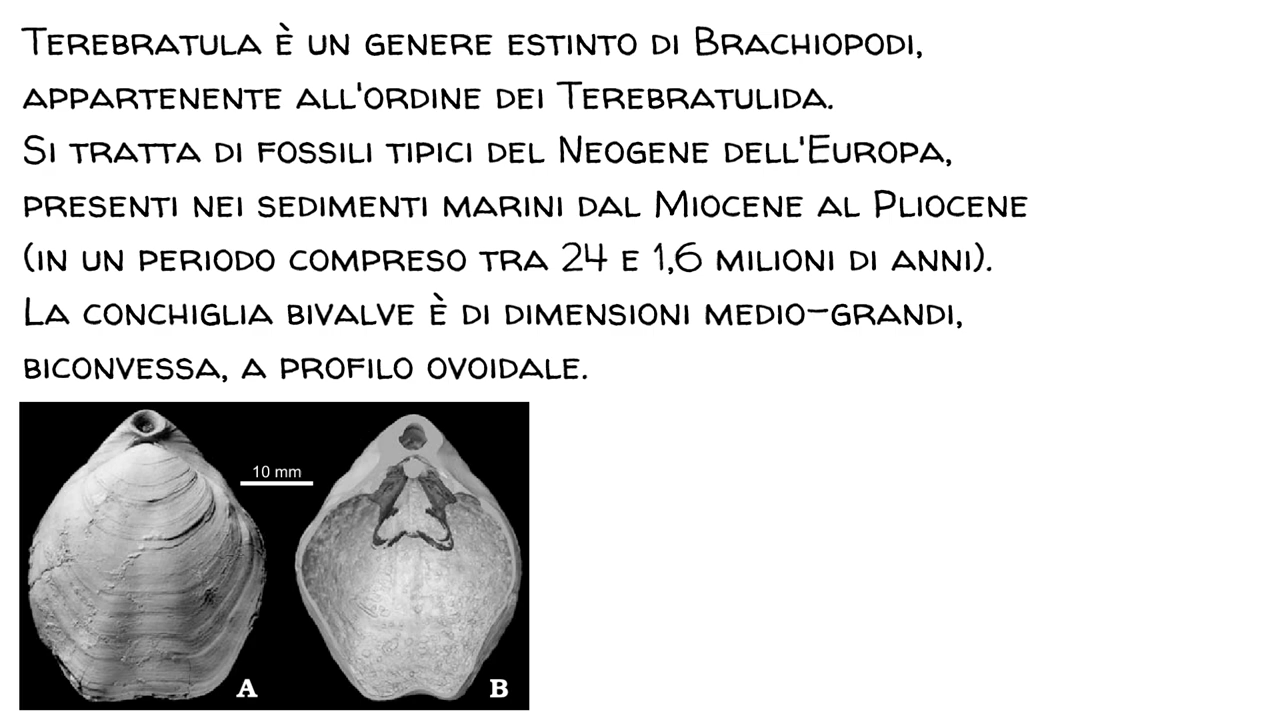 Terebratula è un genere estinto di Brachiopodi,
appartenente all'ordine dei Terebratulida.
Si tratta di fossili tipici del Neogene dell'Europa,
presenti nei sedimenti marini dal Miocene al Pliocene
(in un periodo compreso tra 24 e 1,6 milioni di anni).
La conchiglia bivalve è di dimensioni medio-grandi,
biconvessa, a profilo ovoidale.
10 mm
A
B